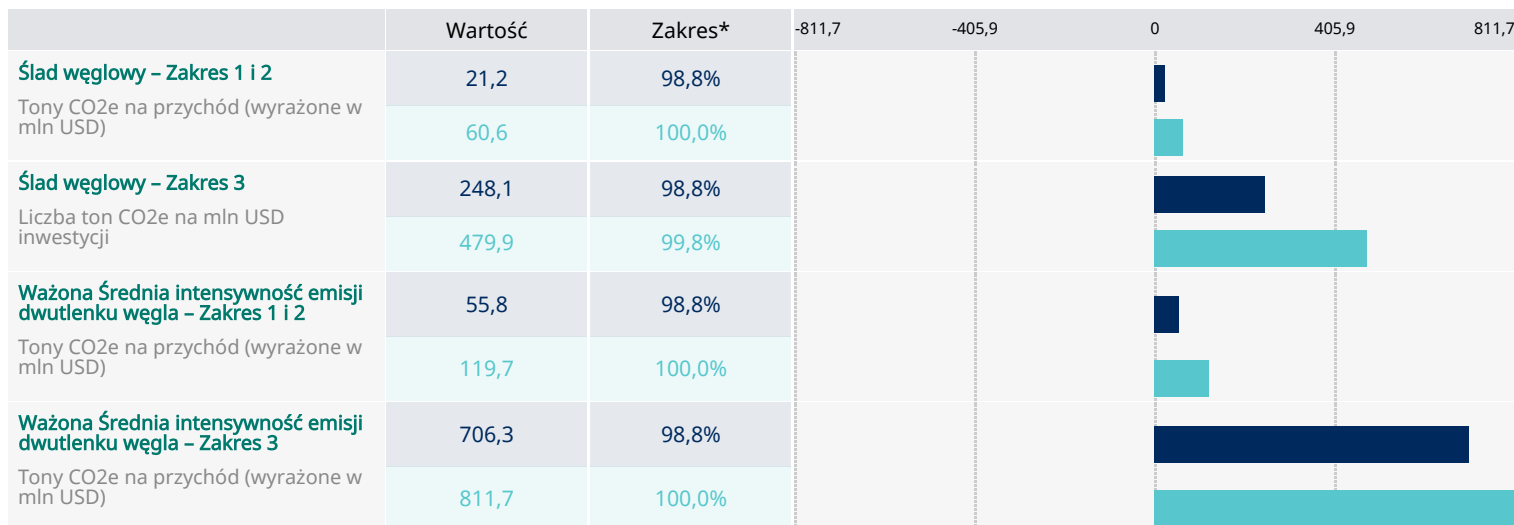 Wartość Zakres* -811,7 -405,9 0 405,9 811,7
Ślad węglowy – Zakres 1 i 2
Tony CO2e na przychód (wyrażone w
mln USD)
21,2 98,8%
60,6 100,0%
Ślad węglowy – Zakres 3
Liczba ton CO2e na mln USD
inwestycji
248,1 98,8%
479,9 99,8%
Ważona Średnia intensywność emisji
dwutlenku węgla – Zakres 1 i 2
Tony CO2e na przychód (wyrażone w
mln USD)
55,8 98,8%
119,7 100,0%
Ważona Średnia intensywność emisji
dwutlenku węgla – Zakres 3
Tony CO2e na przychód (wyrażone w
mln USD)
706,3 98,8%
811,7 100,0%